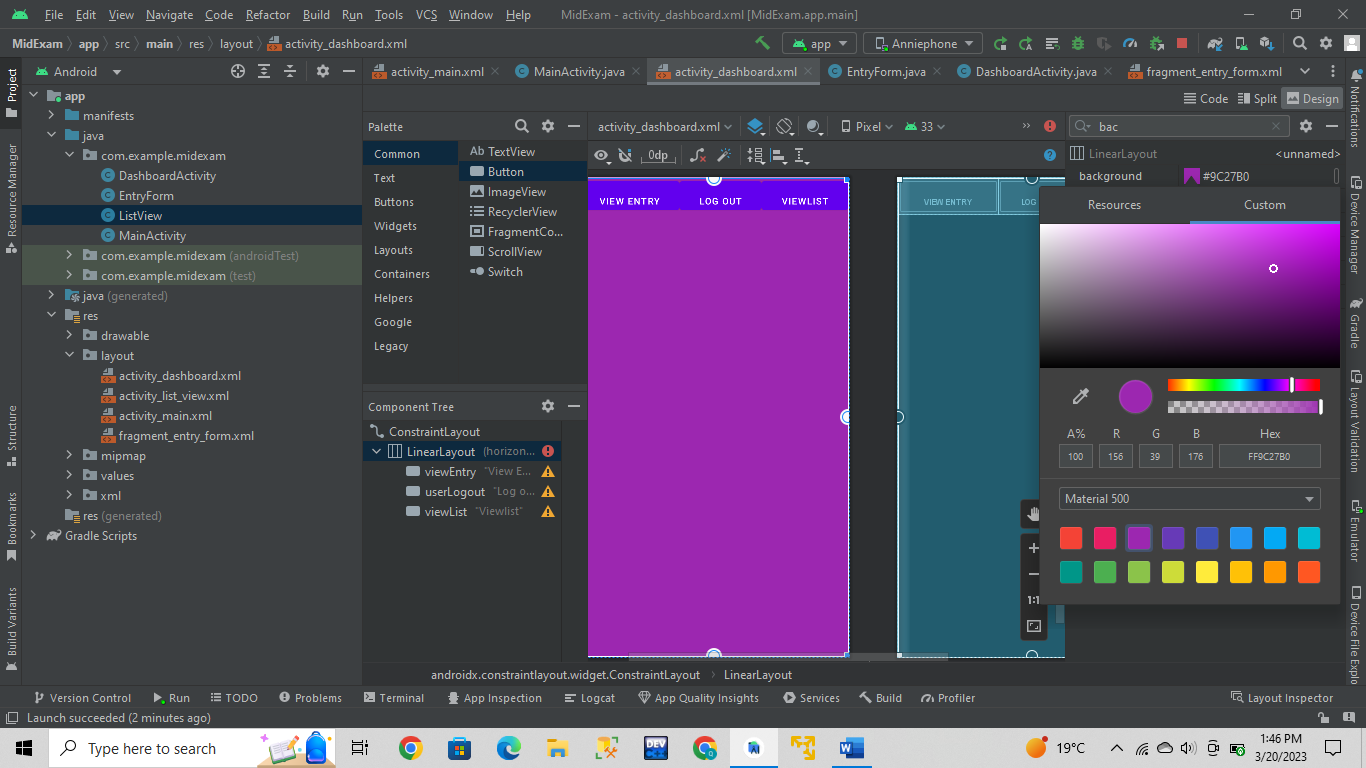 File Edit View Navigate Code Refactor Build Run Tools VCS Window Help MidExam - activity_dashboard.xml [MidExam.app.main]
MidExam app src main res layout activity_dashboard.xml app Anniephone
Project
Resource Manager
Structure
Bookmarks
Build Variants
Android
app
manifests
java
com.example.midexam
DashboardActivity
EntryForm
ListView
MainActivity
com.example.midexam (androidTest)
com.example.midexam (test)
java (generated)
res
drawable
layout
activity_dashboard.xml
activity_list_view.xml
activity_main.xml
fragment_entry_form.xml
mipmap
values
xml
res (generated)
Gradle Scripts
activity_main.xml MainActivity.java activity_dashboard.xml EntryForm.java DashboardActivity.java fragment_entry_form.xml
Code Split Design
Palette
Common
Text
Buttons
Widgets
Layouts
Containers
Helpers
Google
Legacy
Ab TextView
Button
ImageView
RecyclerView
FragmentCo...
ScrollView
Switch
Component Tree
ConstraintLayout
LinearLayout (horizon...
viewEntry "View E...
userLogout "Log o...
viewList "Viewlist"
activity_dashboard.xml Pixel 33
0dp
VIEW ENTRY LOG OUT VIEWLIST
VIEW ENTRY LOG
1:1
bac
LinearLayout <unnamed>
background #9C27B0
Resources Custom
A% R G B Hex
100 156 39 176 FF9C27B0
Material 500
Notifications
Device Manager
Gradle
Layout Validation
Emulator
Device File Explo
androidx.constraintlayout.widget.ConstraintLayout LinearLayout
Version Control Run TODO Problems Terminal App Inspection Logcat App Quality Insights Services Build Profiler Layout Inspector
Launch succeeded (2 minutes ago)
Type here to search
DEV
W
19°C
1:46 PM
3/20/2023